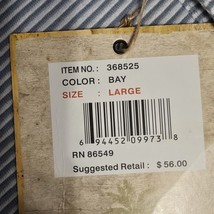 ITEM NO.: 368525
COLOR: BAY
SIZE: LARGE
6 94452 09973 8
RN 86549
Suggested Retail: $ 56.00